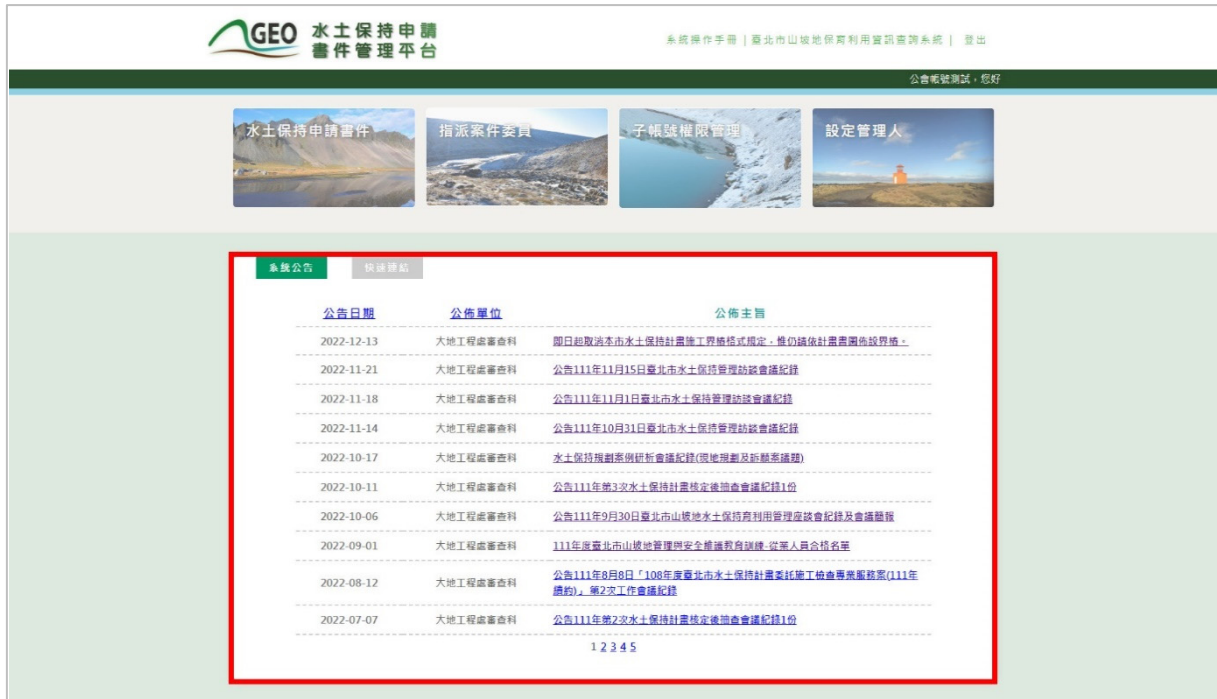 GEO 水土保持申請
書件管理平台
系統操作手冊 | 臺北市山坡地保育利用資訊查詢系統 | 登出
公會帳號測試，您好
水土保持申請書件
指派案件委員
子帳號權限管理
設定管理人
系統公告 快速連結
公告日期 公佈單位 公佈主旨
2022-12-13 大地工程處審查科 即日起取消本市水土保持計畫施工界樁格式規定，惟仍請依計畫書圖佈設界樁。
2022-11-21 大地工程處審查科 公告111年11月15日臺北市水土保持管理訪談會議紀錄
2022-11-18 大地工程處審查科 公告111年11月1日臺北市水土保持管理訪談會議紀錄
2022-11-14 大地工程處審查科 公告111年10月31日臺北市水土保持管理訪談會議紀錄
2022-10-17 大地工程處審查科 水土保持規劃案例研析會議紀錄(現地規劃及訴願案議題)
2022-10-11 大地工程處審查科 公告111年第3次水土保持計畫核定後抽查會議紀錄1份
2022-10-06 大地工程處審查科 公告111年9月30日臺北市山坡地水土保持育利用管理座談會記錄及會議簡報
2022-09-01 大地工程處審查科 111年度臺北市山坡地管理與安全維護教育訓練-從業人員合格名單
2022-08-12 大地工程處審查科 公告111年8月8日「108年度臺北市水土保持計畫委託施工檢查專業服務案(111年
續約)」 第2次工作會議紀錄
2022-07-07 大地工程處審查科 公告111年第2次水土保持計畫核定後抽查會議紀錄1份
1 2 3 4 5